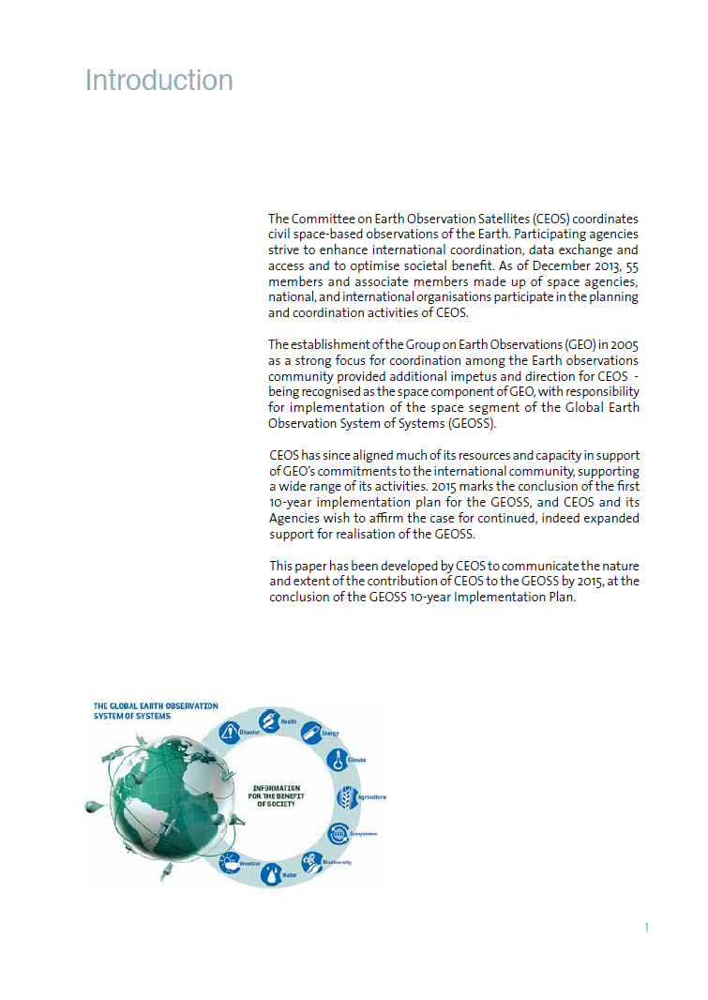 Introduction
The Committee on Earth Observation Satellites (CEOS) coordinates
civil space-based observations of the Earth. Participating agencies
strive to enhance international coordination, data exchange and
access and to optimise societal benefit. As of December 2013, 55
members and associate members made up of space agencies,
national, and international organisations participate in the planning
and coordination activities of CEOS.
The establishment of the Group on Earth Observations (GEO) in 2005
as a strong focus for coordination among the Earth observations
community provided additional impetus and direction for CEOS -
being recognised as the space component of GEO, with responsibility
for implementation of the space segment of the Global Earth
Observation System of Systems (GEOSS).
CEOS has since aligned much of its resources and capacity in support
of GEO's commitments to the international community, supporting
a wide range of its activities. 2015 marks the conclusion of the first
10-year implementation plan for the GEOSS, and CEOS and its
Agencies wish to affirm the case for continued, indeed expanded
support for realisation of the GEOSS.
This paper has been developed by CEOS to communicate the nature
and extent of the contribution of CEOS to the GEOSS by 2015, at the
conclusion of the GEOSS 10-year Implementation Plan.
THE GLOBAL EARTH OBSERVATION
SYSTEM OF SYSTEMS
Disaster
Health
Energy
Climate
Agriculture
Ecosystems
Biodiversity
Water
Weather
INFORMATION
FOR THE BENEFIT
OF SOCIETY
1